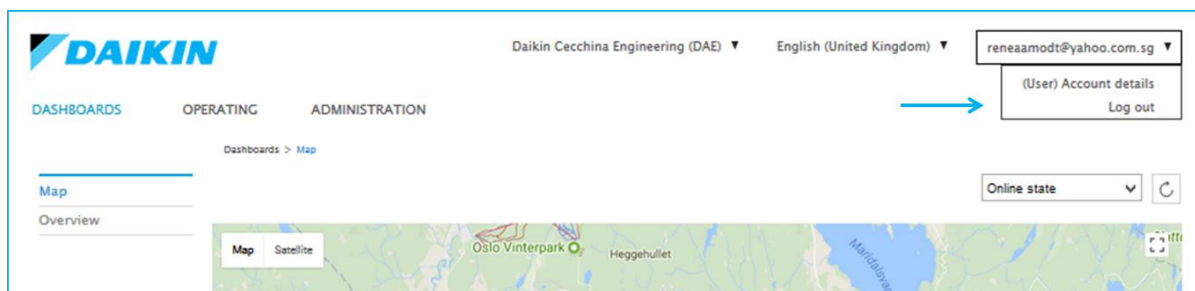 DAIKIN
Daikin Cecchina Engineering (DAE) ▼
English (United Kingdom) ▼
reneaamodt@yahoo.com.sg ▼
(User) Account details
Log out
DASHBOARDS
OPERATING
ADMINISTRATION
Dashboards > Map
Map
Overview
Online state
Map
Satellite
Oslo Vinterpark
Heggehullet